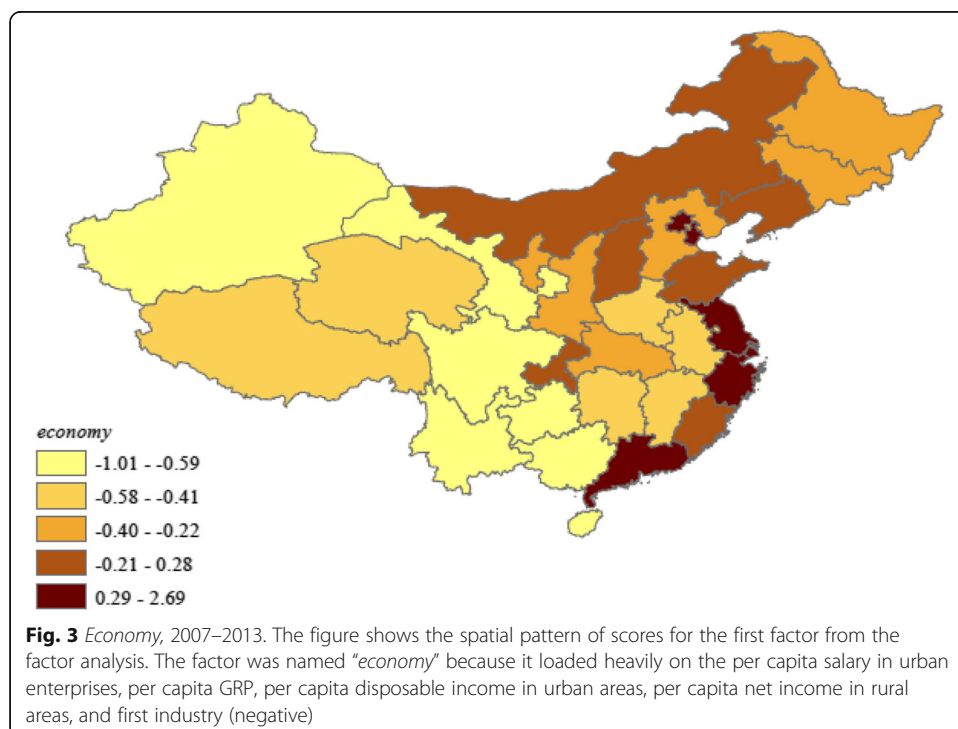 economy
-1.01 - -0.59
-0.58 - -0.41
-0.40 - -0.22
-0.21 - 0.28
0.29 - 2.69
Fig. 3 Economy, 2007–2013. The figure shows the spatial pattern of scores for the first factor from the
factor analysis. The factor was named “economy” because it loaded heavily on the per capita salary in urban
enterprises, per capita GRP, per capita disposable income in urban areas, per capita net income in rural
areas, and first industry (negative)